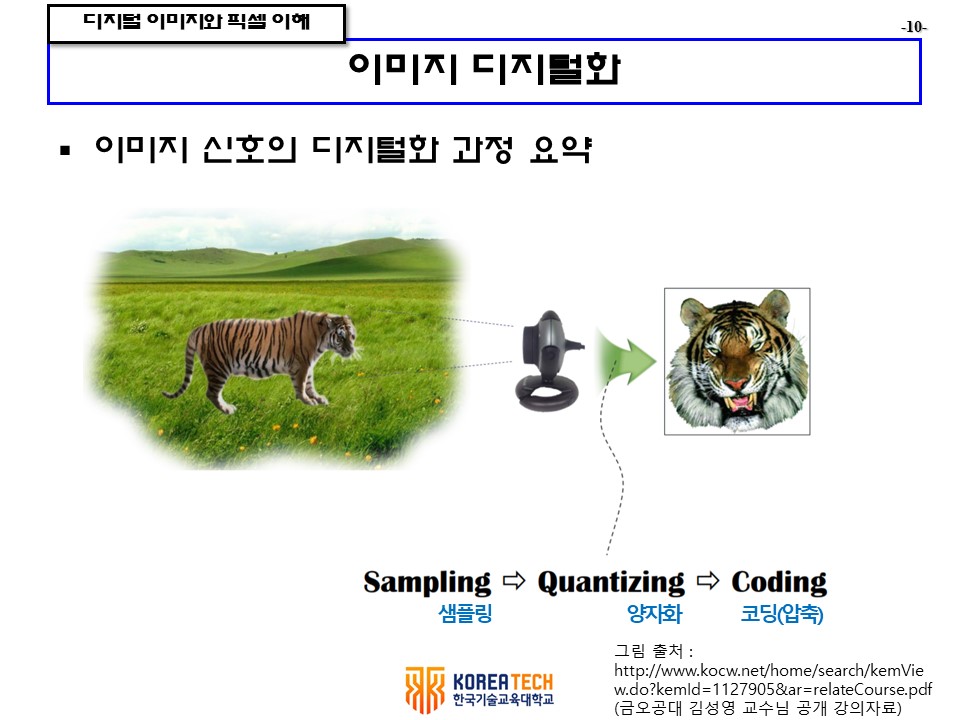 디지털 이미지와 픽셀 이해
-10-
이미지 디지털화
▪ 이미지 신호의 디지털화 과정 요약
Sampling ⇨ Quantizing ⇨ Coding
샘플링 양자화 코딩(압축)
그림 출처 :
http://www.kocw.net/home/search/kemVie
w.do?kemId=1127905&ar=relateCourse.pdf
(금오공대 김성영 교수님 공개 강의자료)
KOREATECH
한국기술교육대학교